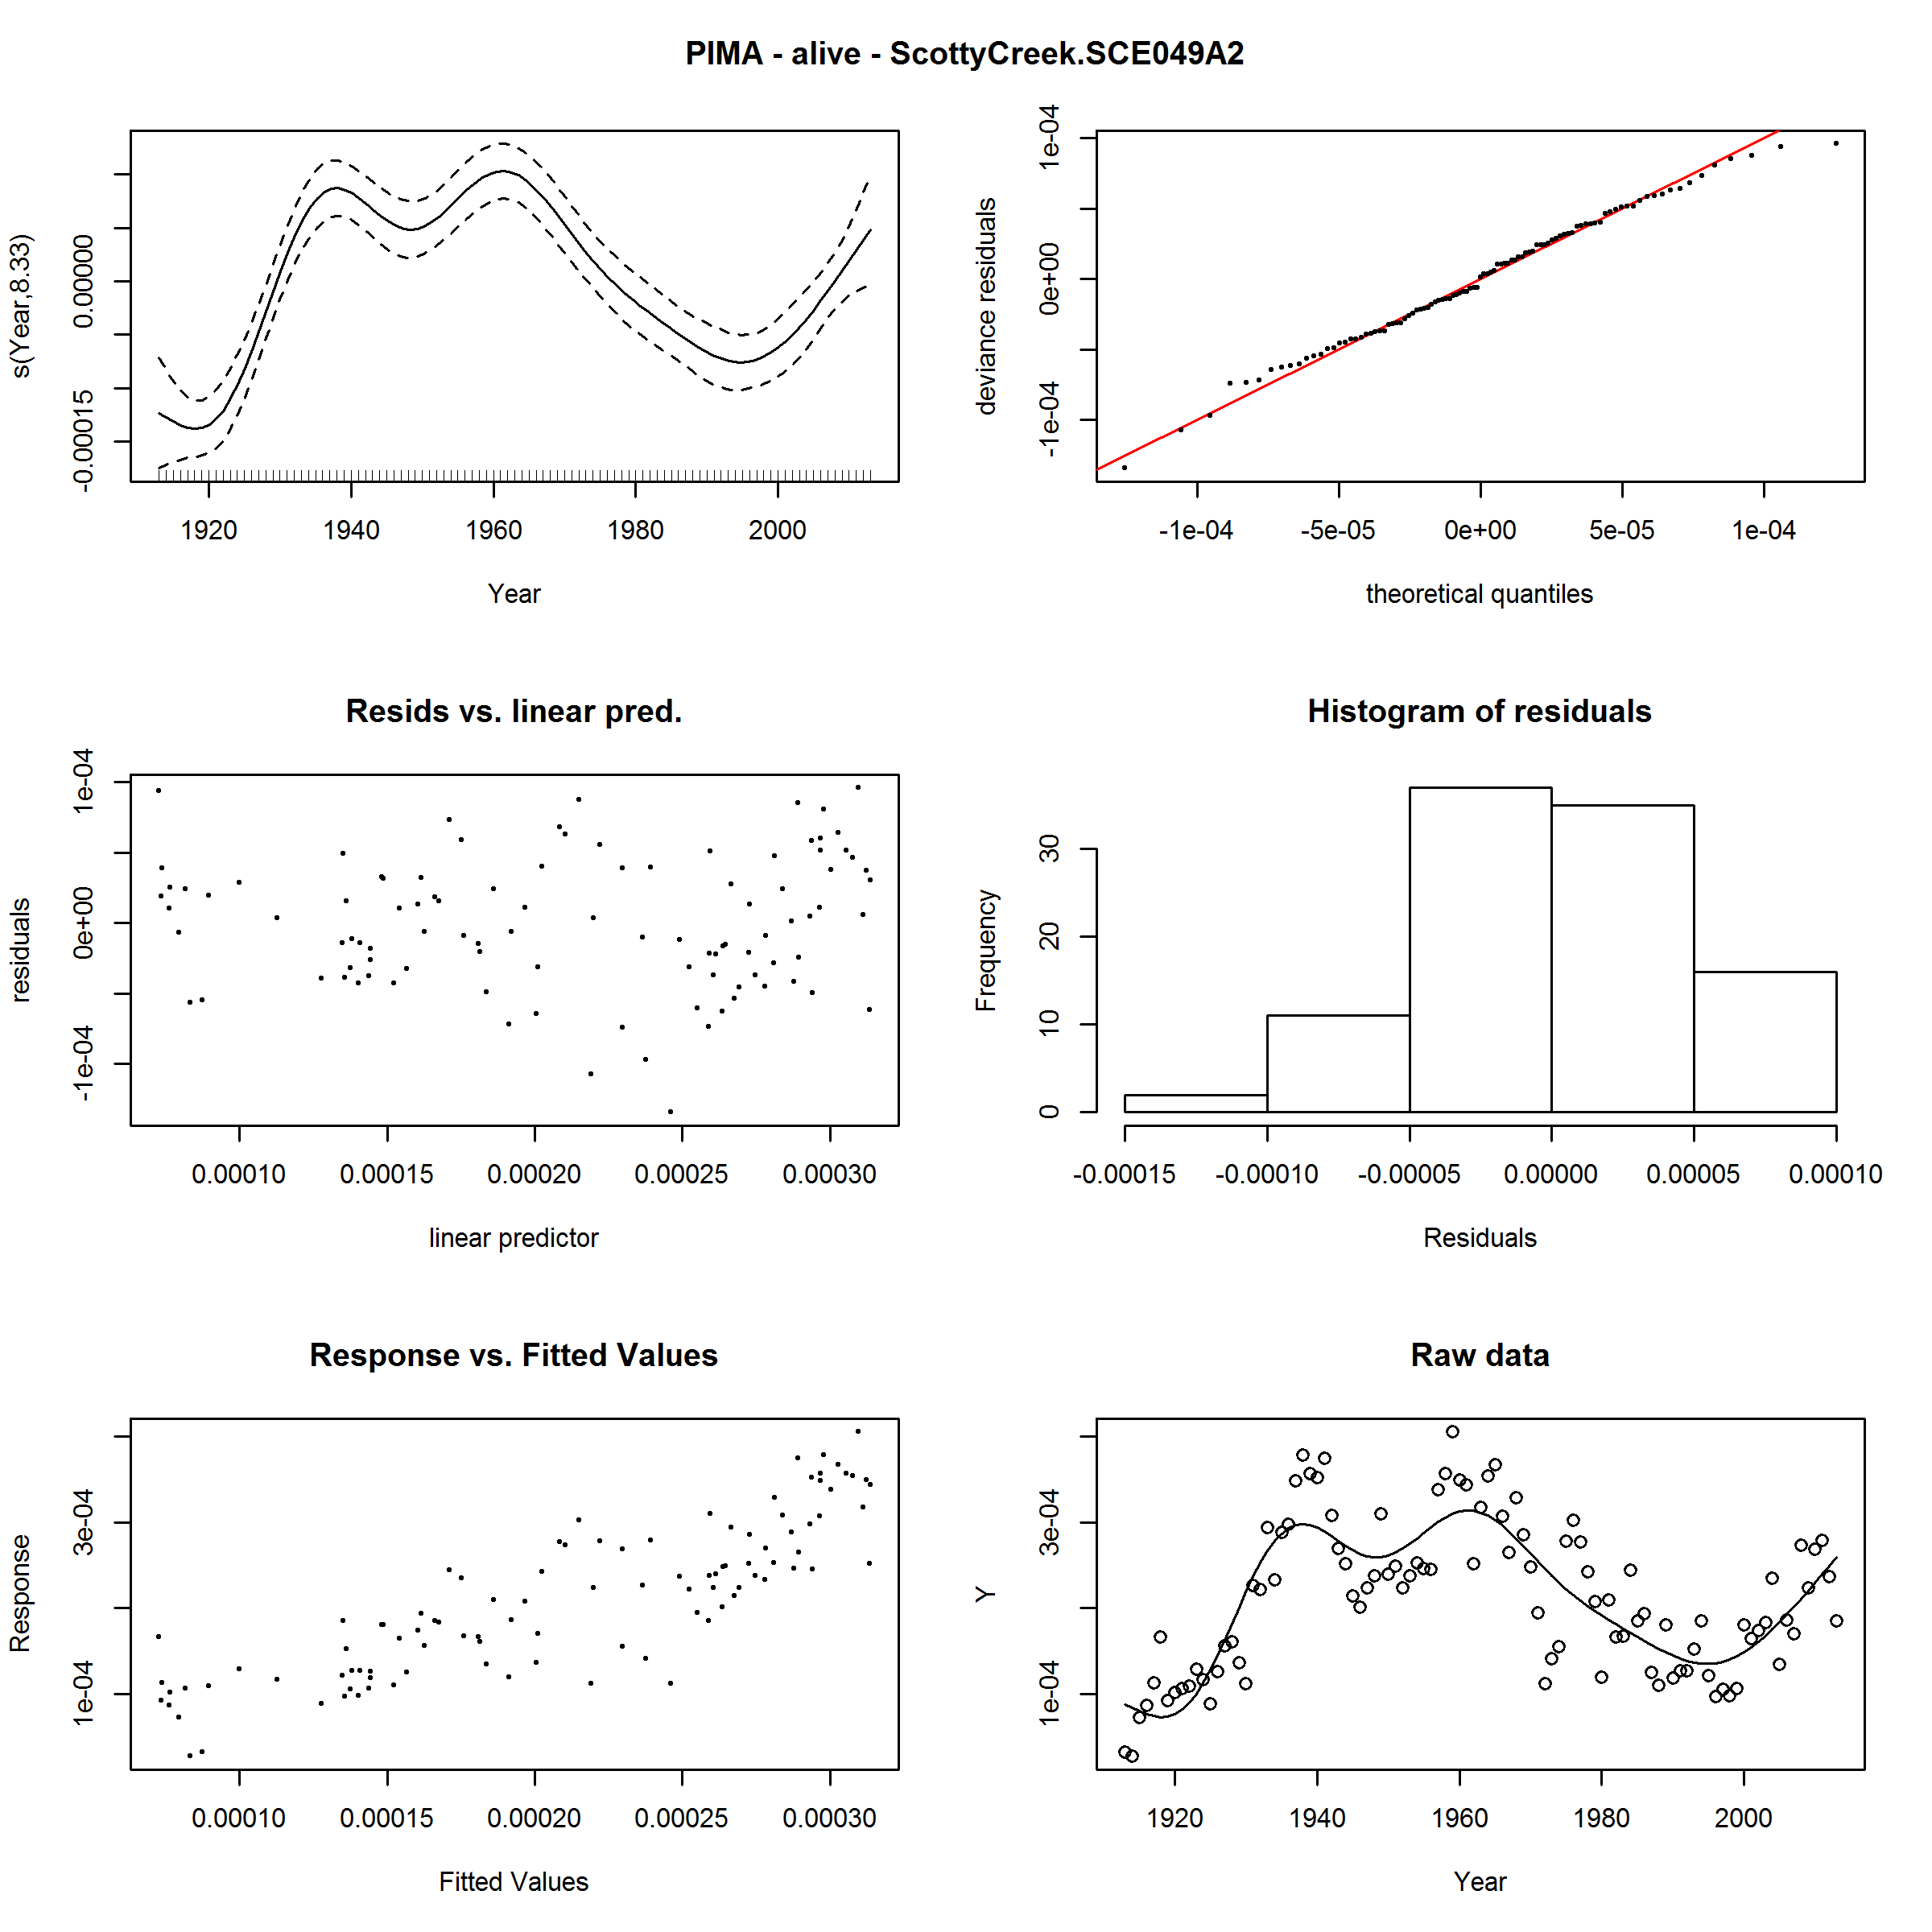 PIMA - alive - ScottyCreek.SCE049A2
s(Year,8.33)
-0.00015 0.00000
1920 1940 1960 1980 2000
Year
deviance residuals
-1e-04 0e+00 1e-04
-1e-04 -5e-05 0e+00 5e-05 1e-04
theoretical quantiles
Resids vs. linear pred.
residuals
-1e-04 0e+00 1e-04
0.00010 0.00015 0.00020 0.00025 0.00030
linear predictor
Histogram of residuals
Frequency
0 10 20 30
-0.00015 -0.00010 -0.00005 0.00000 0.00005 0.00010
Residuals
Response vs. Fitted Values
Response
1e-04 3e-04
0.00010 0.00015 0.00020 0.00025 0.00030
Fitted Values
Raw data
Y
1e-04 3e-04
1920 1940 1960 1980 2000
Year